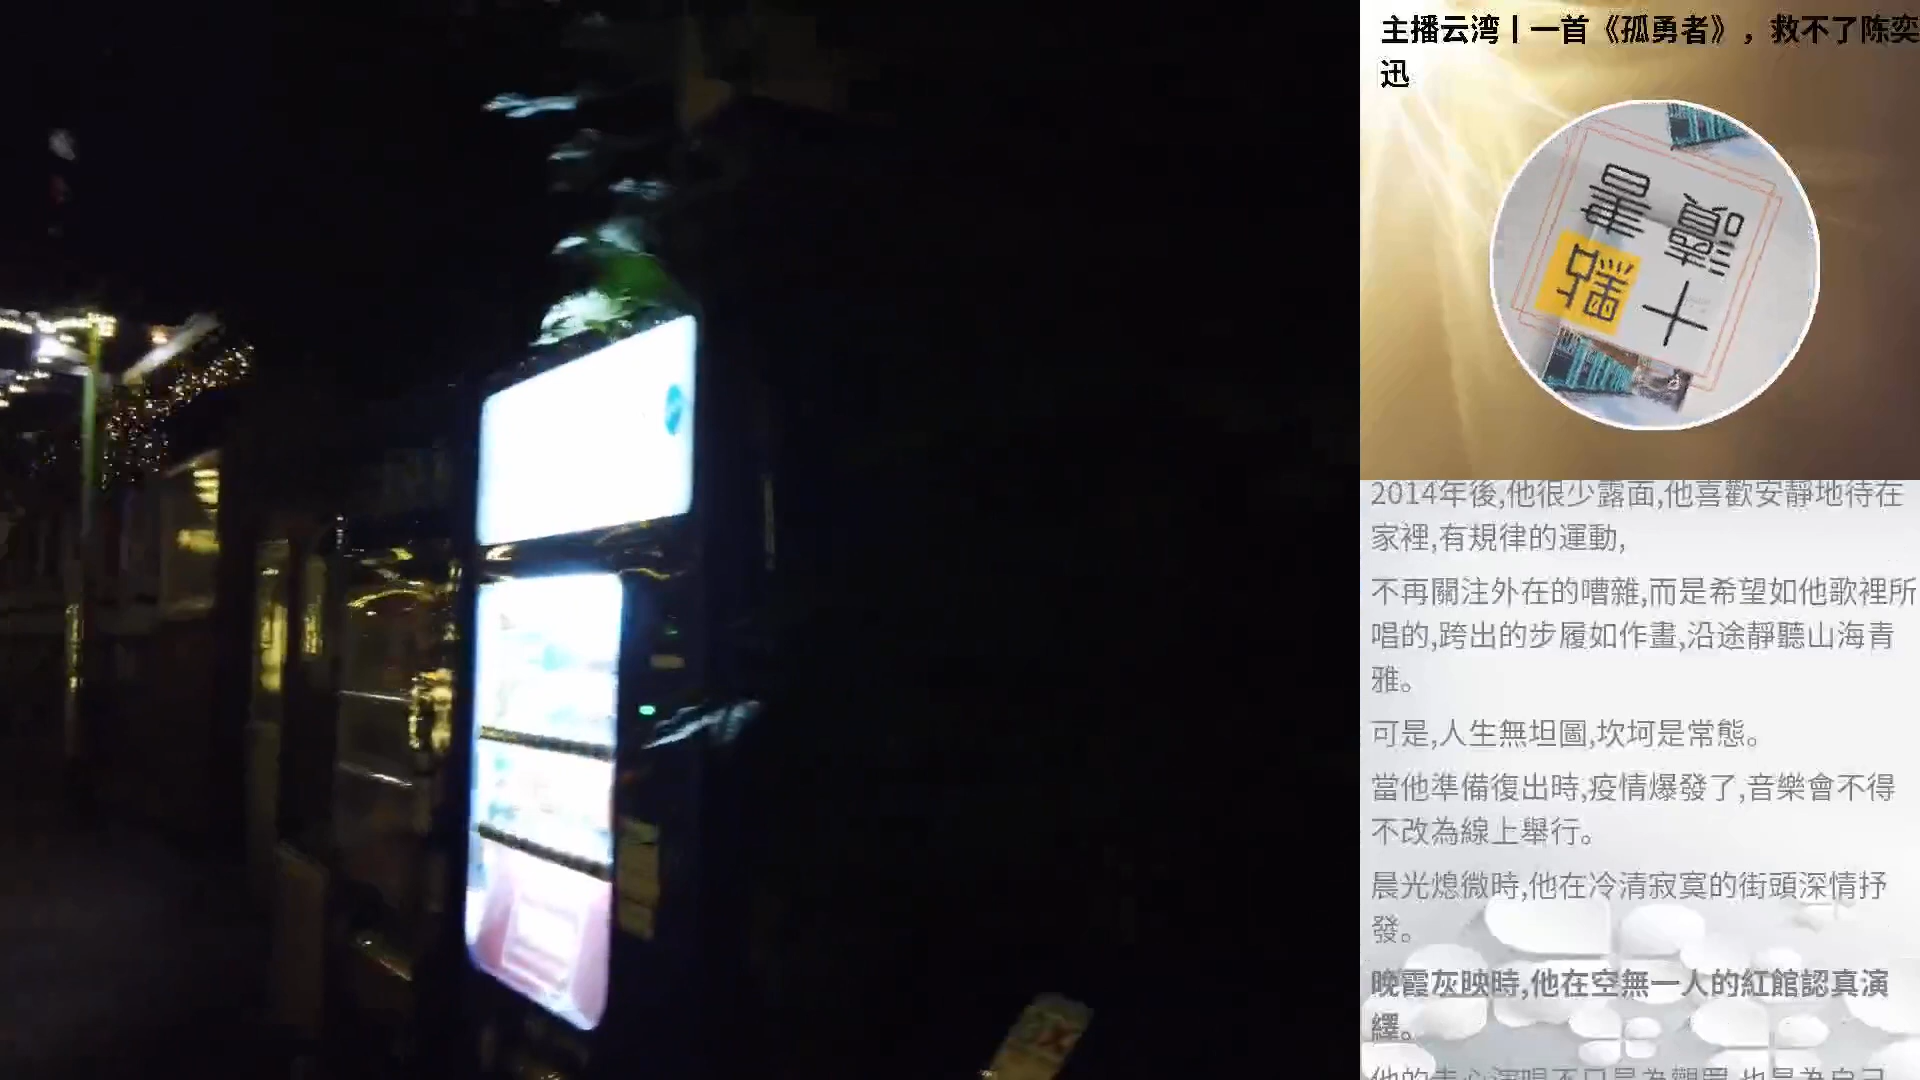 主播云湾丨一首《孤勇者》，救不了陈奕
迅
十
點
讀
書
2014年後,他很少露面,他喜歡安靜地待在
家裡,有規律的運動,
不再關注外在的嘈雜,而是希望如他歌裡所
唱的,跨出的步履如作畫,沿途靜聽山海青
雅。
可是,人生無坦圖,坎坷是常態。
當他準備復出時,疫情爆發了,音樂會不得
不改為線上舉行。
晨光熄微時,他在冷清寂寞的街頭深情抒
發。
晚霞灰映時,他在空無一人的紅館認真演
繹。